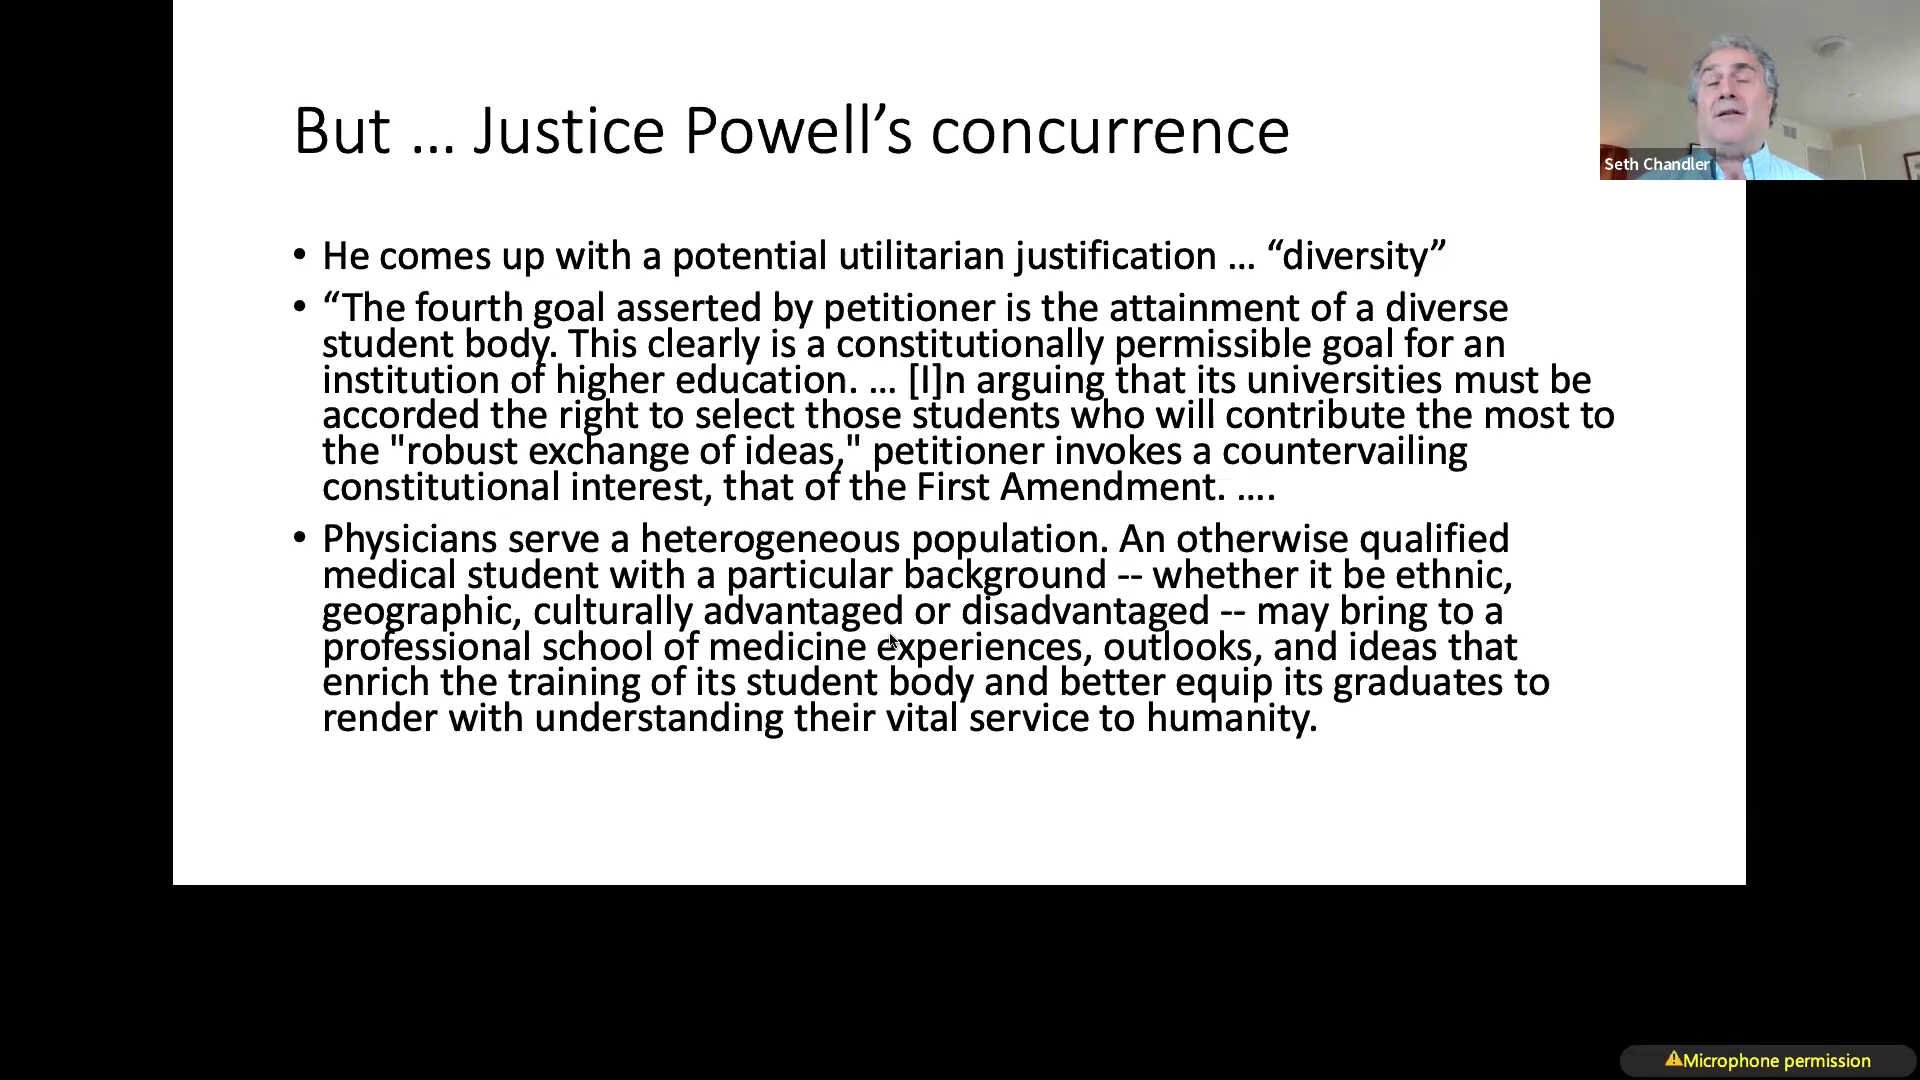 But … Justice Powell’s concurrence
Seth Chandler
• He comes up with a potential utilitarian justification … “diversity”
• “The fourth goal asserted by petitioner is the attainment of a diverse
student body. This clearly is a constitutionally permissible goal for an
institution of higher education. … [I]n arguing that its universities must be
accorded the right to select those students who will contribute the most to
the "robust exchange of ideas," petitioner invokes a countervailing
constitutional interest, that of the First Amendment. ….
• Physicians serve a heterogeneous population. An otherwise qualified
medical student with a particular background -- whether it be ethnic,
geographic, culturally advantaged or disadvantaged -- may bring to a
professional school of medicine experiences, outlooks, and ideas that
enrich the training of its student body and better equip its graduates to
render with understanding their vital service to humanity.
Microphone permission